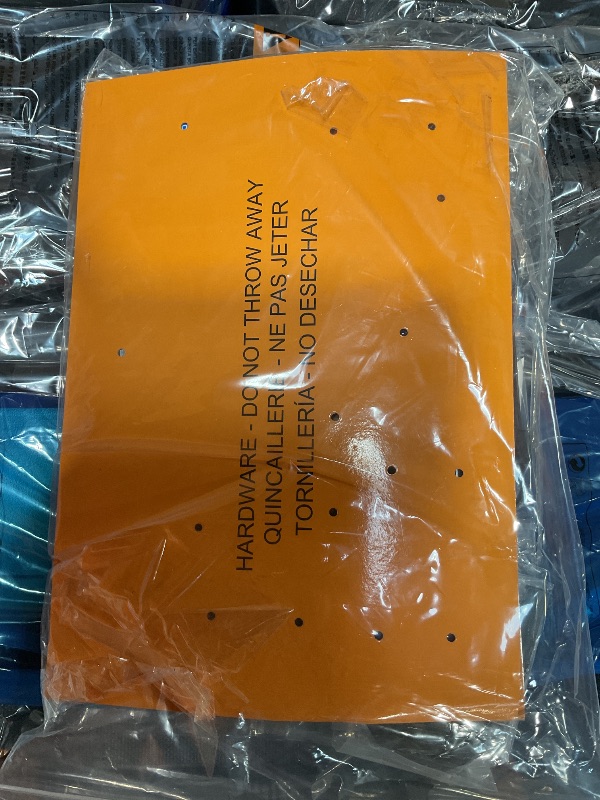 HARDWARE - DO NOT THROW AWAY
QUINCAILLERIE - NE PAS JETER
TORNILLERÍA - NO DESECHAR